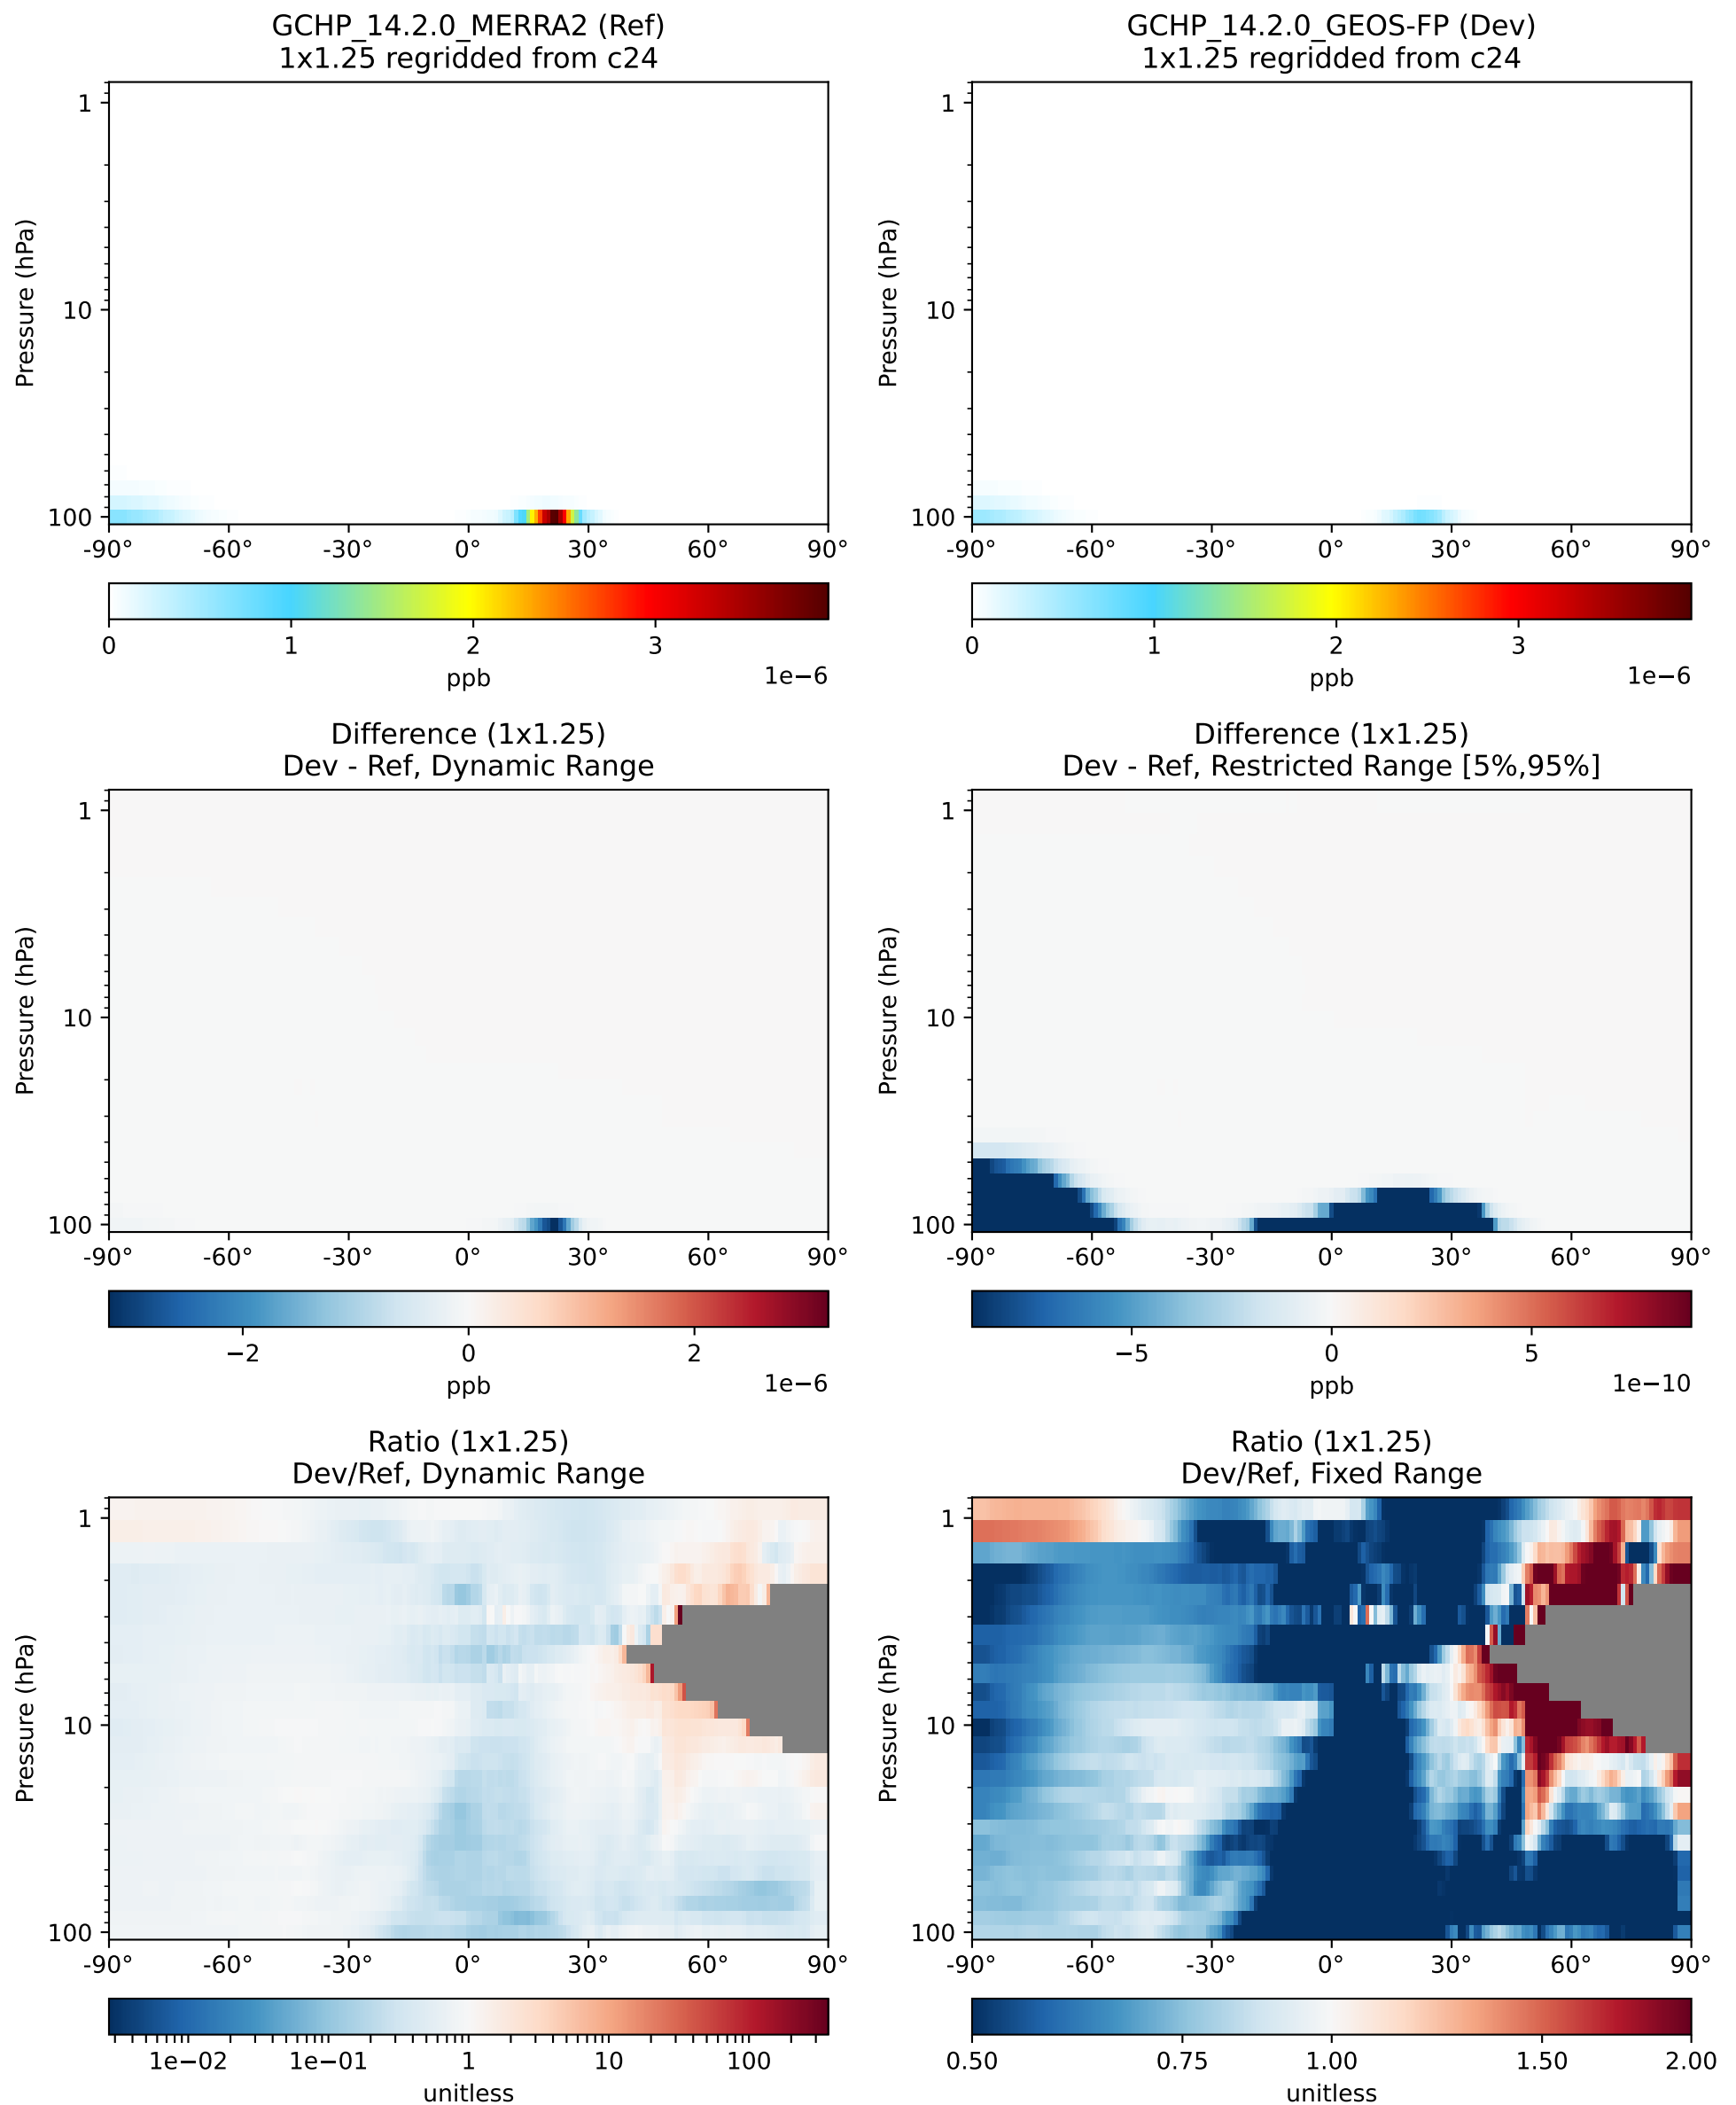 GCHP_14.2.0_MERRA2 (Ref)
1x1.25 regridded from c24
Pressure (hPa)
1
10
100
-90° -60° -30° 0° 30° 60° 90°
0 1 2 3
1e−6
ppb
GCHP_14.2.0_GEOS-FP (Dev)
1x1.25 regridded from c24
Pressure (hPa)
1
10
100
-90° -60° -30° 0° 30° 60° 90°
0 1 2 3
1e−6
ppb
Difference (1x1.25)
Dev - Ref, Dynamic Range
Pressure (hPa)
1
10
100
-90° -60° -30° 0° 30° 60° 90°
−2 0 2
1e−6
ppb
Difference (1x1.25)
Dev - Ref, Restricted Range [5%,95%]
Pressure (hPa)
1
10
100
-90° -60° -30° 0° 30° 60° 90°
−5 0 5
1e−10
ppb
Ratio (1x1.25)
Dev/Ref, Dynamic Range
Pressure (hPa)
1
10
100
-90° -60° -30° 0° 30° 60° 90°
1e−02 1e−01 1 10 100
unitless
Ratio (1x1.25)
Dev/Ref, Fixed Range
Pressure (hPa)
1
10
100
-90° -60° -30° 0° 30° 60° 90°
0.50 0.75 1.00 1.50 2.00
unitless